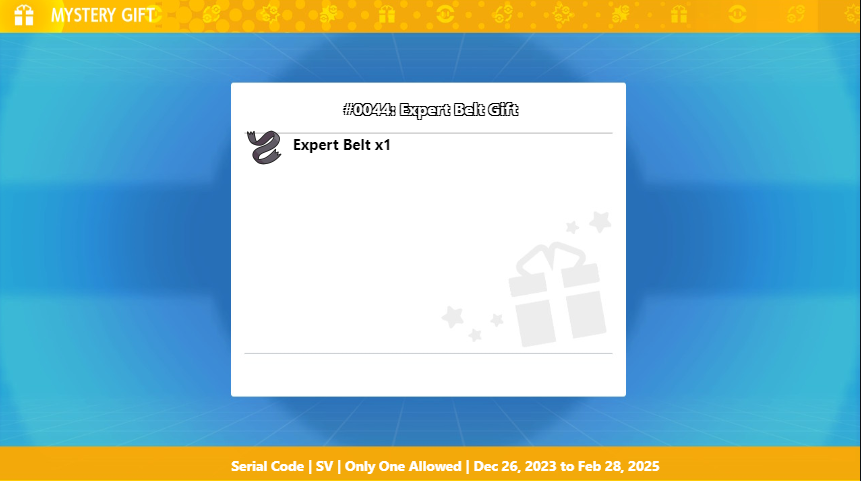 MYSTERY GIFT
#0044: Expert Belt Gift
Expert Belt x1
Serial Code | SV | Only One Allowed | Dec 26, 2023 to Feb 28, 2025